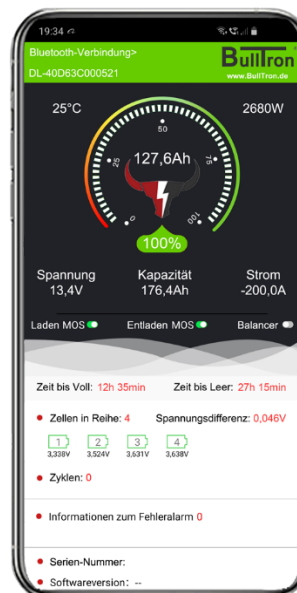 19:34
Bluetooth-Verbindung>
BullTron
DL-40D63C000521
www.BullTron.de
25°C
2680W
0
25
50
75
100
127,6Ah
100%
Spannung
Kapazität
Strom
13,4V
176,4Ah
-200,0A
Laden MOS
Entladen MOS
Balancer
Zeit bis Voll: 12h 35min
Zeit bis Leer: 27h 15min
Zellen in Reihe: 4
Spannungsdifferenz: 0,046V
1
2
3
4
3,338V
3,524V
3,631V
3,638V
Zyklen: 0
Informationen zum Fehleralarm 0
Serien-Nummer:
Softwareversion: --